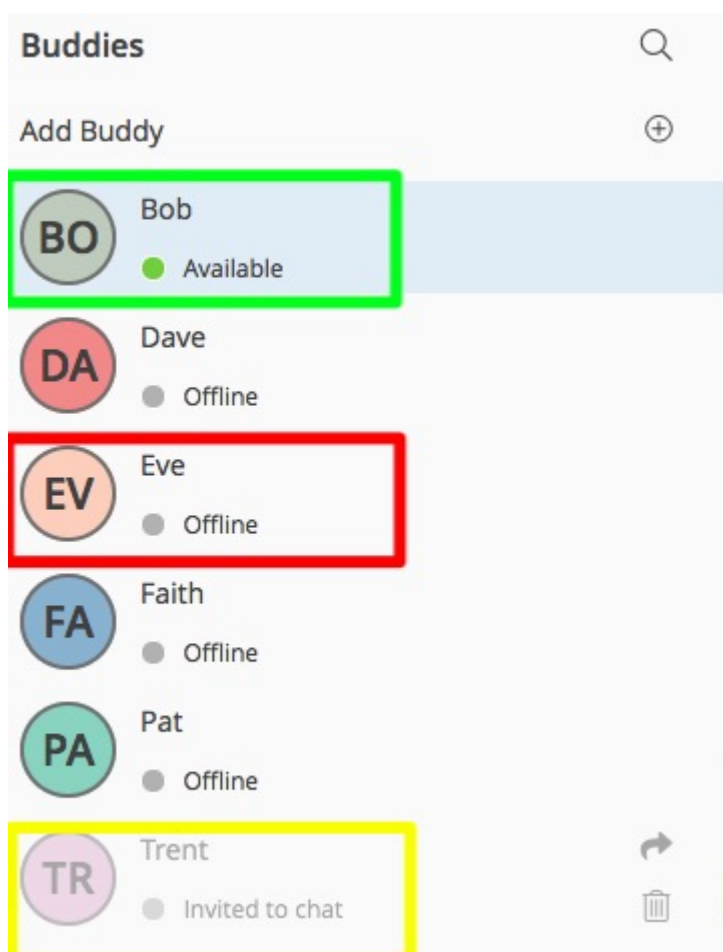 Buddies
Add Buddy
BO
Bob
Available
DA
Dave
Offline
EV
Eve
Offline
FA
Faith
Offline
PA
Pat
Offline
TR
Trent
Invited to chat